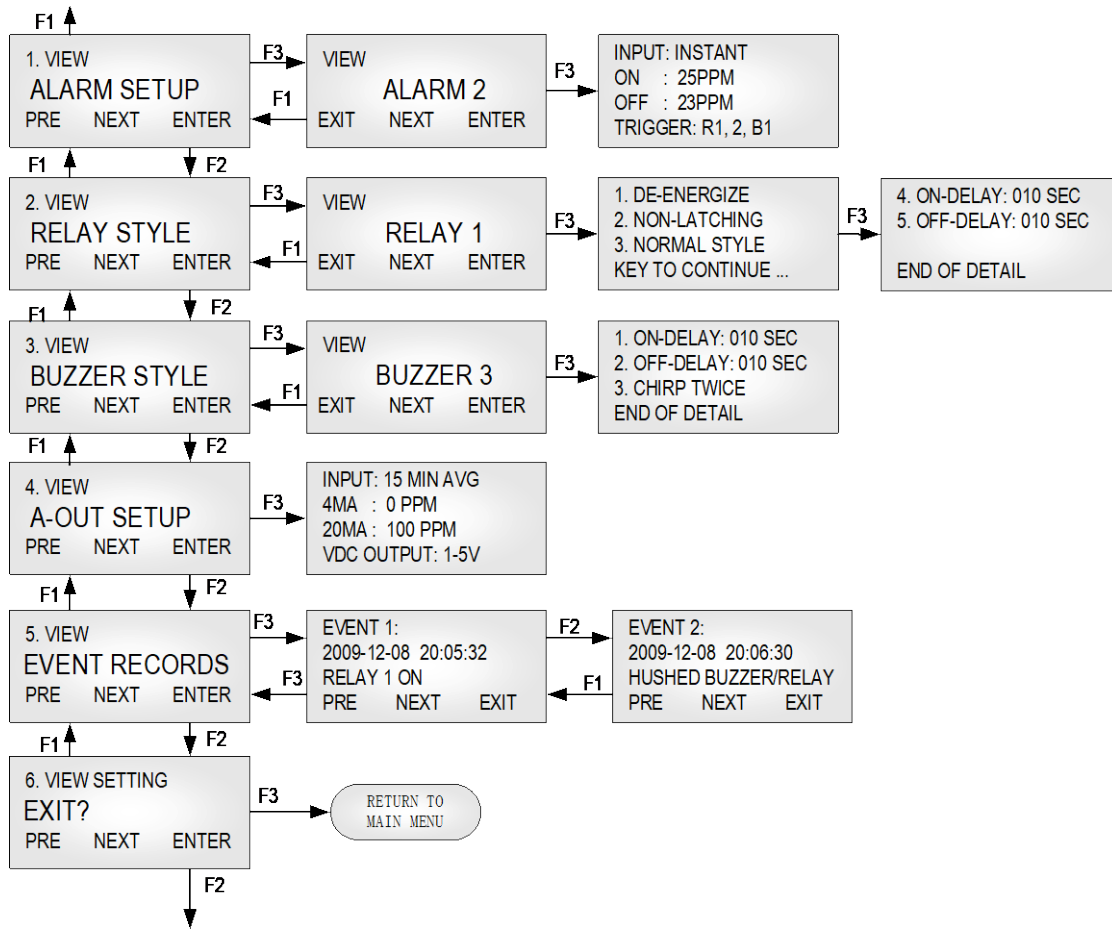 F1
1. VIEW
ALARM SETUP
PRE NEXT ENTER
F3
F1
VIEW
ALARM 2
EXIT NEXT ENTER
F3
INPUT: INSTANT
ON : 25PPM
OFF : 23PPM
TRIGGER: R1, 2, B1
F1
F2
2. VIEW
RELAY STYLE
PRE NEXT ENTER
F3
F1
VIEW
RELAY 1
EXIT NEXT ENTER
F3
1. DE-ENERGIZE
2. NON-LATCHING
3. NORMAL STYLE
KEY TO CONTINUE ...
F3
4. ON-DELAY: 010 SEC
5. OFF-DELAY: 010 SEC
END OF DETAIL
F1
F2
3. VIEW
BUZZER STYLE
PRE NEXT ENTER
F3
F1
VIEW
BUZZER 3
EXIT NEXT ENTER
F3
1. ON-DELAY: 010 SEC
2. OFF-DELAY: 010 SEC
3. CHIRP TWICE
END OF DETAIL
F1
F2
4. VIEW
A-OUT SETUP
PRE NEXT ENTER
F3
INPUT: 15 MIN AVG
4MA : 0 PPM
20MA : 100 PPM
VDC OUTPUT: 1-5V
F1
F2
5. VIEW
EVENT RECORDS
PRE NEXT ENTER
F3
F3
EVENT 1:
2009-12-08 20:05:32
RELAY 1 ON
PRE NEXT EXIT
F2
F1
EVENT 2:
2009-12-08 20:06:30
HUSHED BUZZER/RELAY
PRE NEXT EXIT
F1
F2
6. VIEW SETTING
EXIT?
PRE NEXT ENTER
F3
RETURN TO
MAIN MENU
F2